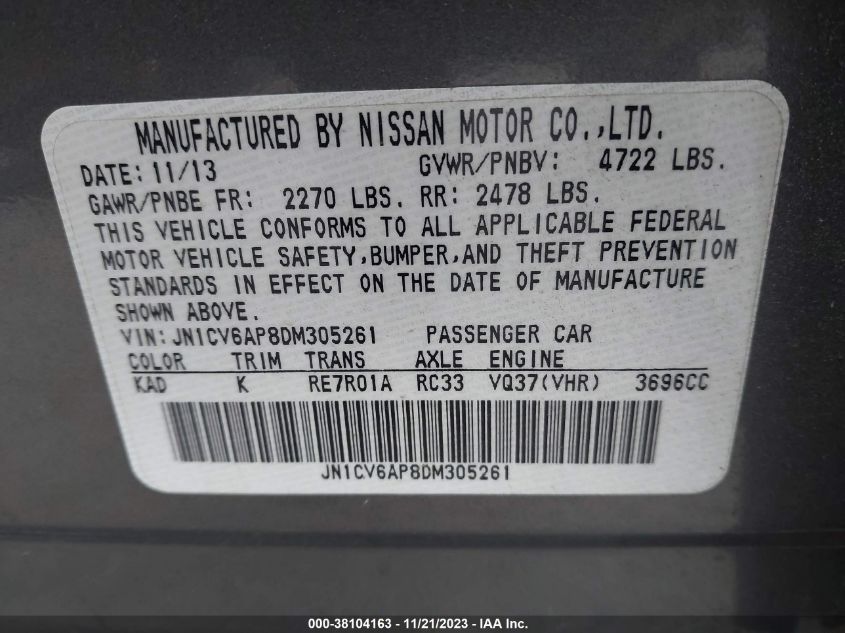 MANUFACTURED BY NISSAN MOTOR CO.,LTD.
DATE: 11/13 GVWR/PNBV: 4722 LBS.
GAWR/PNBE FR: 2270 LBS. RR: 2478 LBS.
THIS VEHICLE CONFORMS TO ALL APPLICABLE FEDERAL
MOTOR VEHICLE SAFETY,BUMPER,AND THEFT PREVENTION
STANDARDS IN EFFECT ON THE DATE OF MANUFACTURE
SHOWN ABOVE.
VIN: JN1CV6AP8DM305261 PASSENGER CAR
COLOR TRIM TRANS AXLE ENGINE
KAD K RE7R01A RC33 VQ37(VHR) 3696CC
JN1CV6AP8DM305261
000-38104163 - 11/21/2023 - IAA Inc.